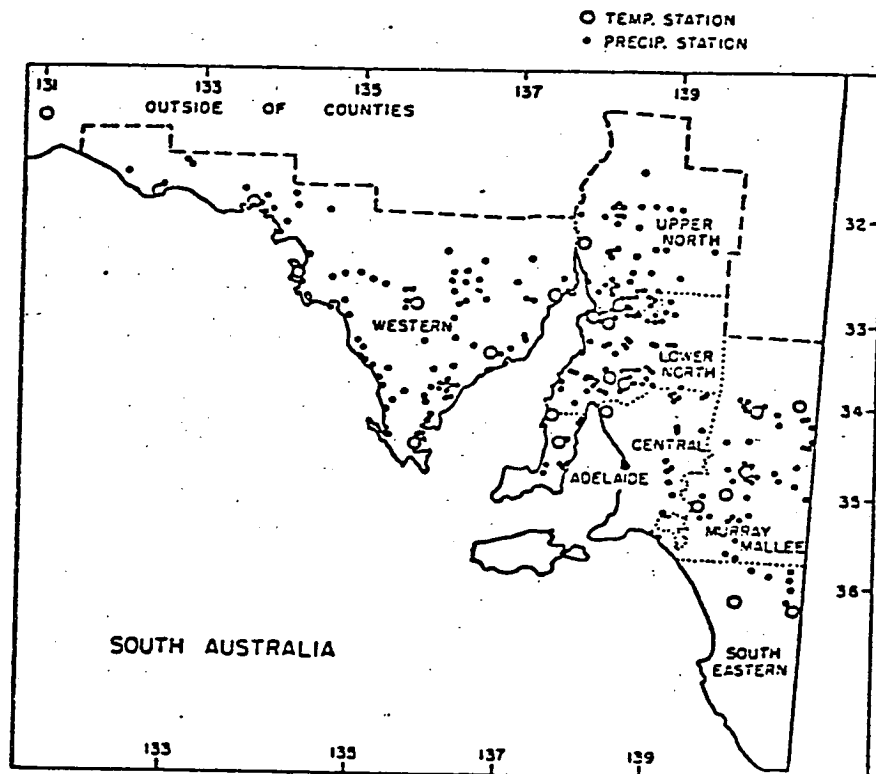 TEMP. STATION
PRECIP. STATION
131 133 135 137 139
OUTSIDE OF COUNTIES
32
UPPER
NORTH
33
WESTERN
LOWER
NORTH
34
CENTRAL
ADELAIDE
35
MURRAY
MALLEE
36
SOUTH AUSTRALIA
SOUTH
EASTERN
133 135 137 139